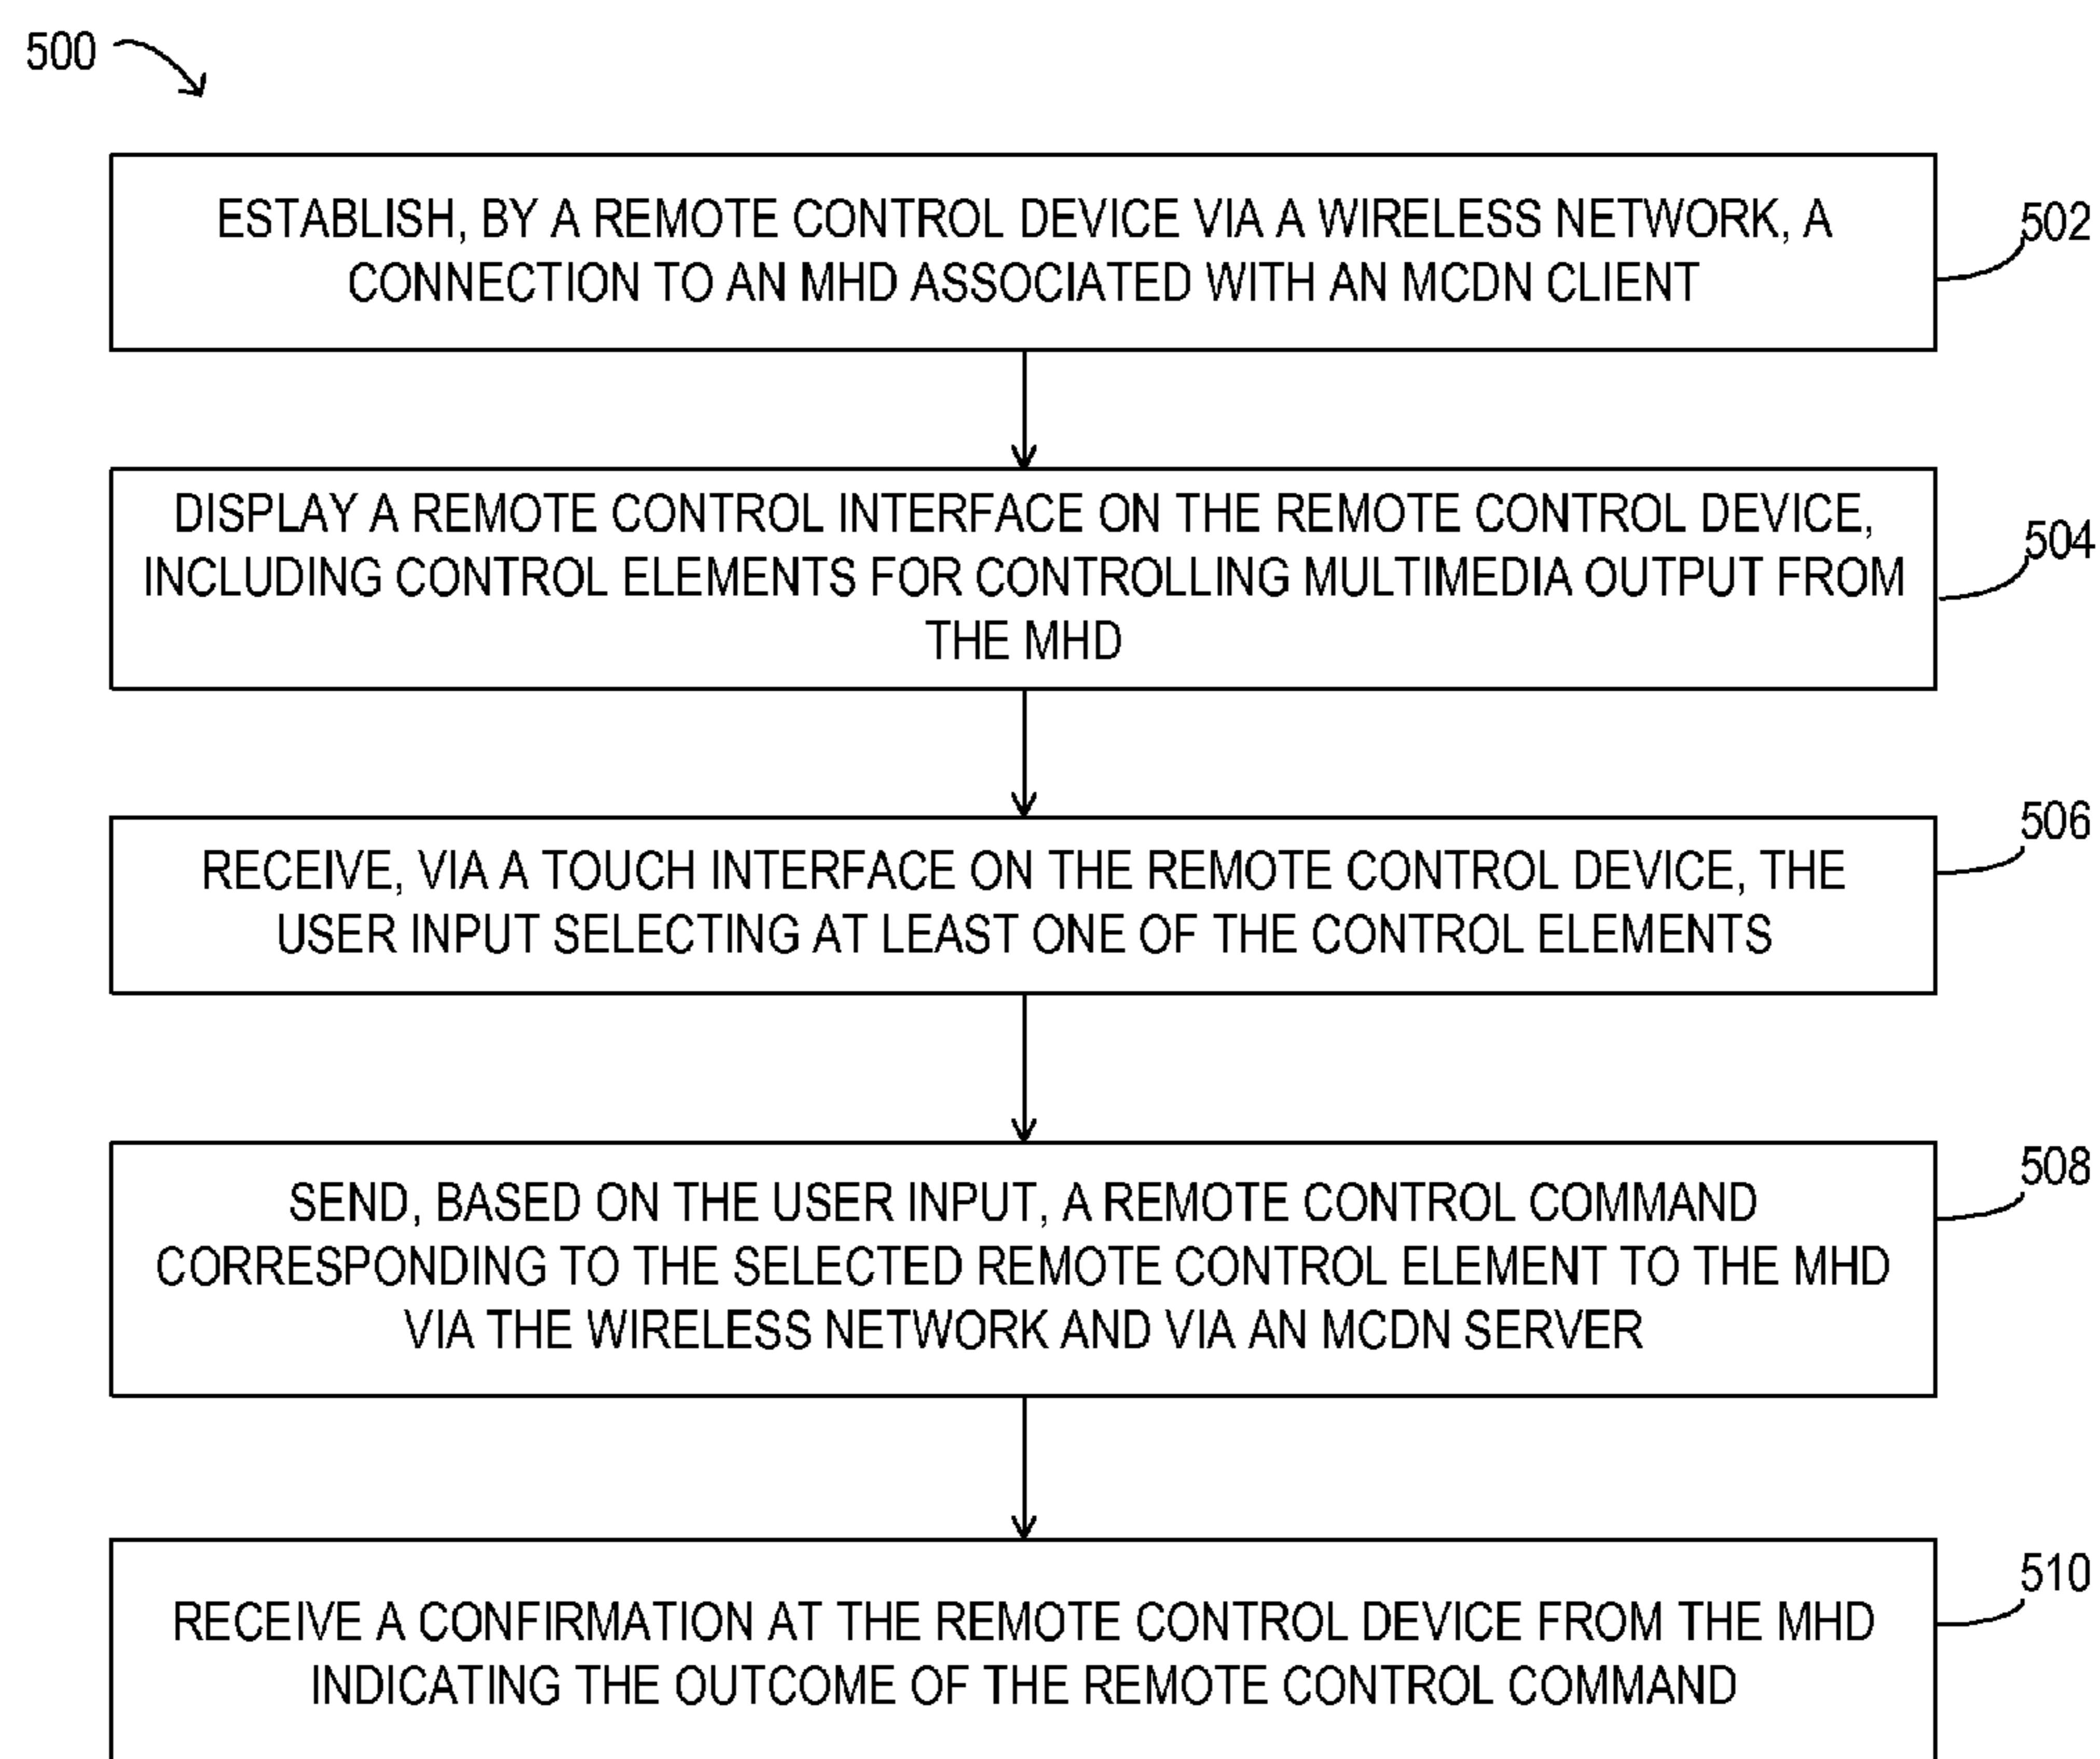 500
ESTABLISH, BY A REMOTE CONTROL DEVICE VIA A WIRELESS NETWORK, A
CONNECTION TO AN MHD ASSOCIATED WITH AN MCDN CLIENT
502
DISPLAY A REMOTE CONTROL INTERFACE ON THE REMOTE CONTROL DEVICE,
INCLUDING CONTROL ELEMENTS FOR CONTROLLING MULTIMEDIA OUTPUT FROM
THE MHD
504
RECEIVE, VIA A TOUCH INTERFACE ON THE REMOTE CONTROL DEVICE, THE
USER INPUT SELECTING AT LEAST ONE OF THE CONTROL ELEMENTS
506
SEND, BASED ON THE USER INPUT, A REMOTE CONTROL COMMAND
CORRESPONDING TO THE SELECTED REMOTE CONTROL ELEMENT TO THE MHD
VIA THE WIRELESS NETWORK AND VIA AN MCDN SERVER
508
RECEIVE A CONFIRMATION AT THE REMOTE CONTROL DEVICE FROM THE MHD
INDICATING THE OUTCOME OF THE REMOTE CONTROL COMMAND
510